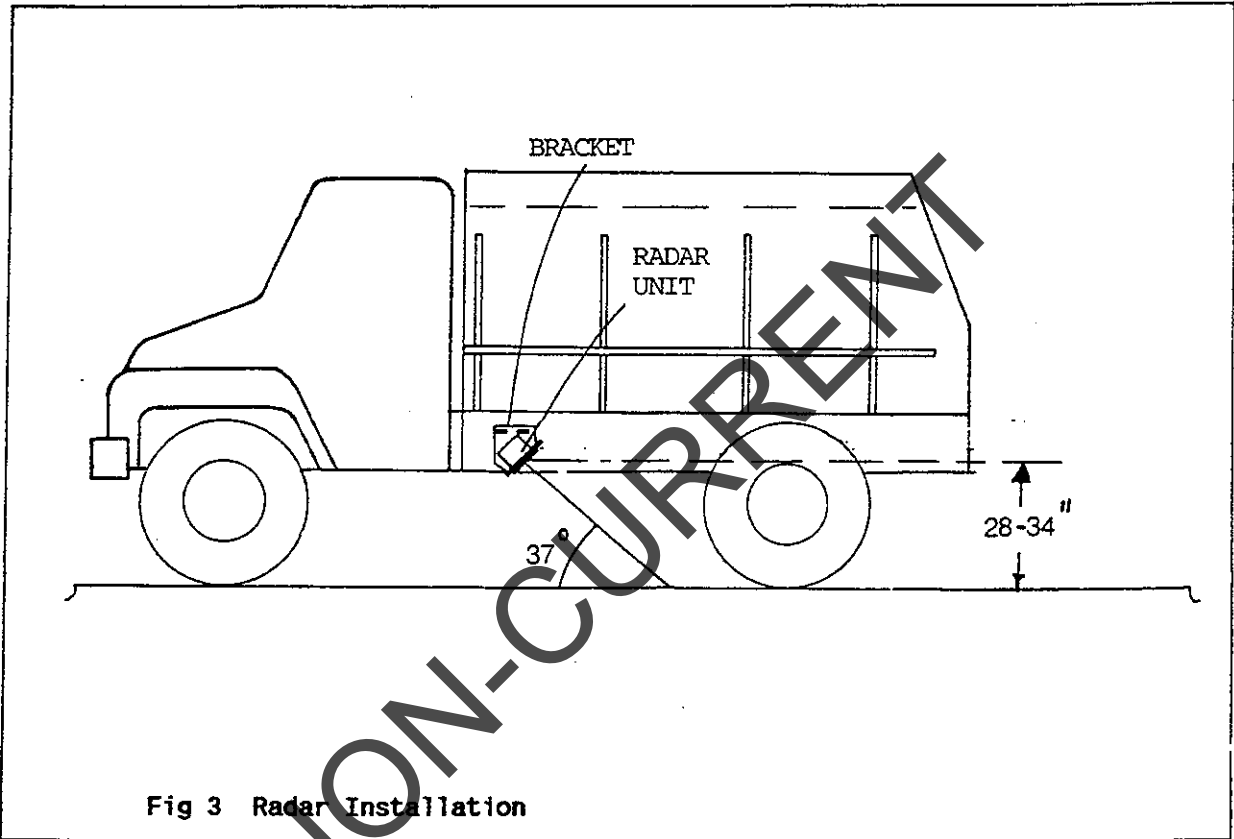 BRACKET
RADAR
UNIT
28-34"
37°
Fig 3 Radar Installation
NON-CURRENT